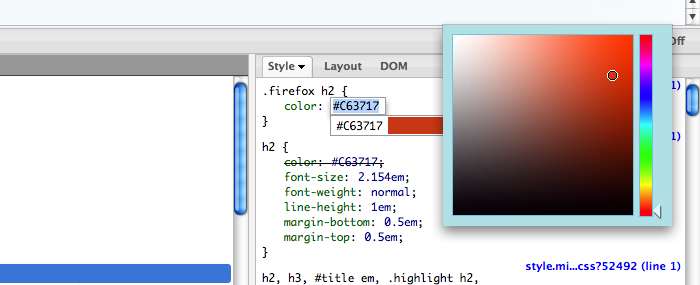 Off
Style Layout DOM
1)
.firefox h2 {
color: #C63717
#C63717
}
1)
h2 {
color: #C63717;
font-size: 2.154em;
font-weight: normal;
line-height: 1em;
margin-bottom: 0.5em;
margin-top: 0.5em;
}
style.mi...css?52492 (line 1)
h2, h3, #title em, .highlight h2,